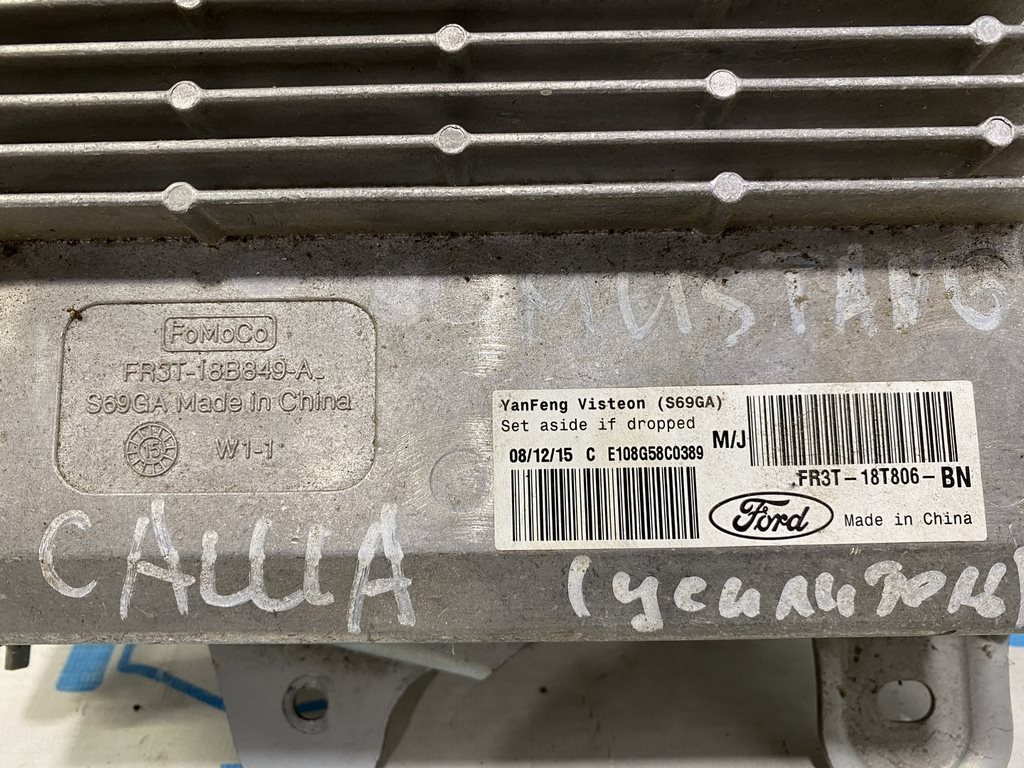 FoMoCo
FR3T-18B849-A
S69GA Made in China
13
W1-1
MUSTANG
YanFeng Visteon (S69GA)
Set aside if dropped
08/12/15 C E108G58C0389
M/J
FR3T-18T806-BN
Ford
Made in China
САША